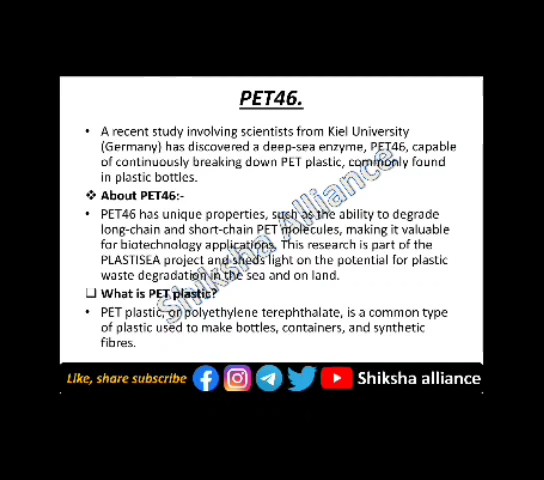 PET46.
• A recent study involving scientists from Kiel University
(Germany) has discovered a deep-sea enzyme, PET46, capable
of continuously breaking down PET plastic, commonly found
in plastic bottles.
❖ About PET46:-
• PET46 has unique properties, such as the ability to degrade
long-chain and short-chain PET molecules, making it valuable
for biotechnology applications. This research is part of the
PLASTISEA project and sheds light on the potential for plastic
waste degradation in the sea and on land.
❑ What is PET plastic?
• PET plastic, or polyethylene terephthalate, is a common type
of plastic used to make bottles, containers, and synthetic
fibres.
Shiksha Alliance
Like, share subscribe Shiksha alliance